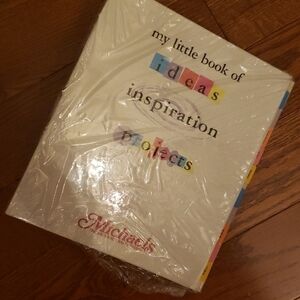 my little book of
ideas
inspiration
projects
Michaels